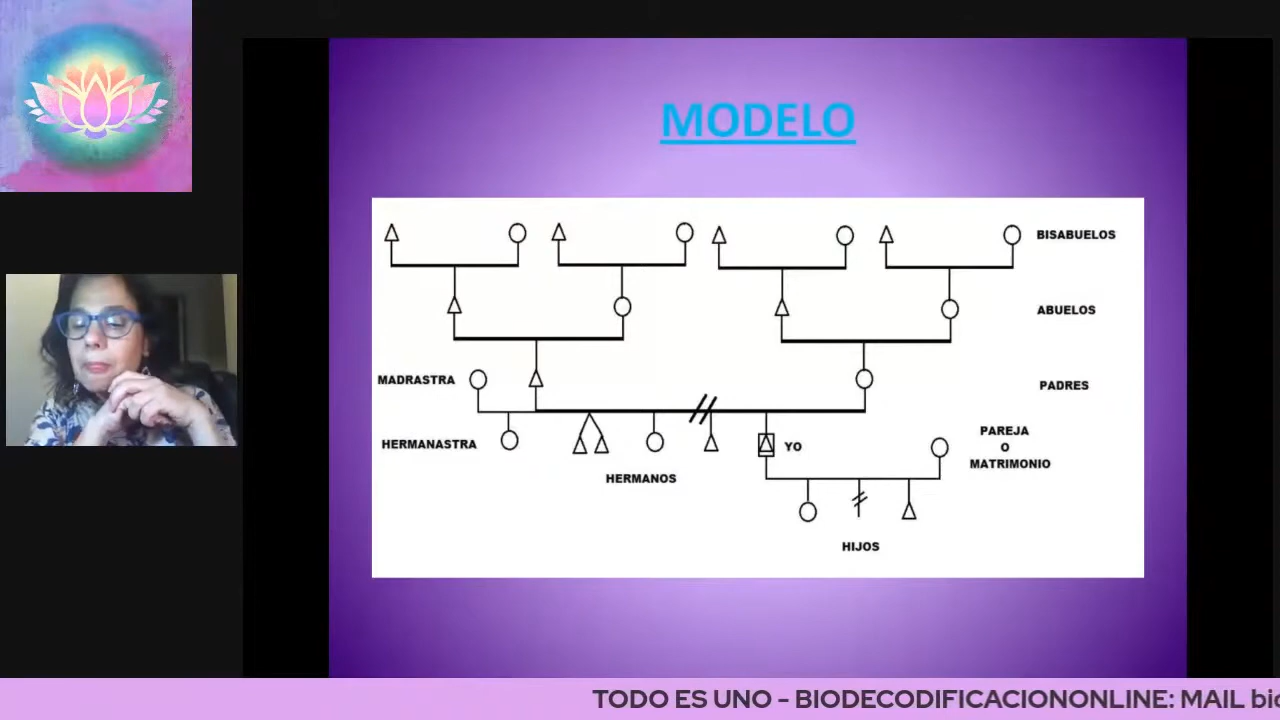 MODELO
BISABUELOS
ABUELOS
MADRASTRA
PADRES
HERMANASTRA
YO
PAREJA
O
MATRIMONIO
HERMANOS
HIJOS
TODO ES UNO - BIODECODIFICACIONONLINE: MAIL bio